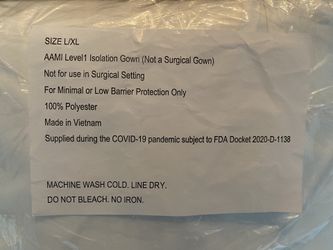 SIZE L/XL
AAMI Level1 Isolation Gown (Not a Surgical Gown)
Not for use in Surgical Setting
For Minimal or Low Barrier Protection Only
100% Polyester
Made in Vietnam
Supplied during the COVID-19 pandemic subject to FDA Docket 2020-D-1138
MACHINE WASH COLD. LINE DRY.
DO NOT BLEACH. NO IRON.